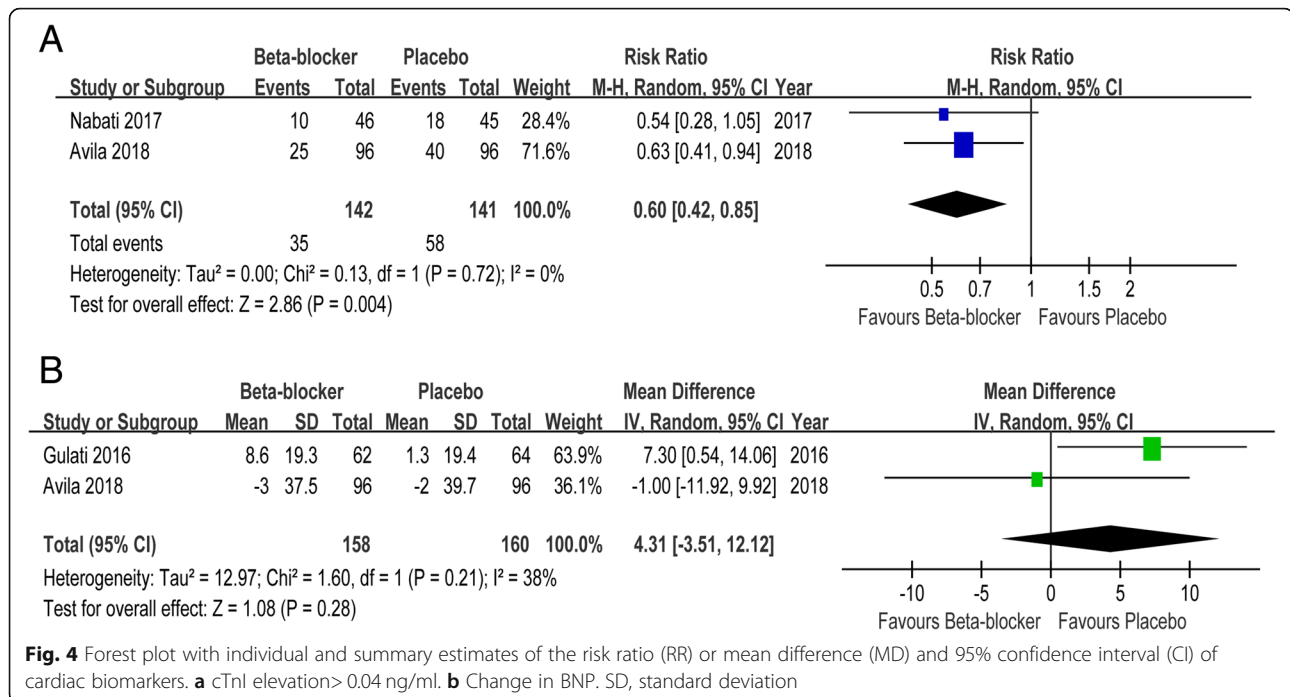 A
Beta-blocker Placebo Risk Ratio Risk Ratio
Study or Subgroup Events Total Events Total Weight M-H, Random, 95% CI Year M-H, Random, 95% CI
Nabati 2017 10 46 18 45 28.4% 0.54 [0.28, 1.05] 2017
Avila 2018 25 96 40 96 71.6% 0.63 [0.41, 0.94] 2018
Total (95% CI) 142 141 100.0% 0.60 [0.42, 0.85]
Total events 35 58
Heterogeneity: Tau² = 0.00; Chi² = 0.13, df = 1 (P = 0.72); I² = 0%
Test for overall effect: Z = 2.86 (P = 0.004)
0.5 0.7 1 1.5 2
Favours Beta-blocker Favours Placebo
B
Beta-blocker Placebo Mean Difference Mean Difference
Study or Subgroup Mean SD Total Mean SD Total Weight IV, Random, 95% CI Year IV, Random, 95% CI
Gulati 2016 8.6 19.3 62 1.3 19.4 64 63.9% 7.30 [0.54, 14.06] 2016
Avila 2018 -3 37.5 96 -2 39.7 96 36.1% -1.00 [-11.92, 9.92] 2018
Total (95% CI) 158 160 100.0% 4.31 [-3.51, 12.12]
Heterogeneity: Tau² = 12.97; Chi² = 1.60, df = 1 (P = 0.21); I² = 38%
Test for overall effect: Z = 1.08 (P = 0.28)
-10 -5 0 5 10
Favours Beta-blocker Favours Placebo
Fig. 4 Forest plot with individual and summary estimates of the risk ratio (RR) or mean difference (MD) and 95% confidence interval (CI) of
cardiac biomarkers. a cTnI elevation> 0.04 ng/ml. b Change in BNP. SD, standard deviation